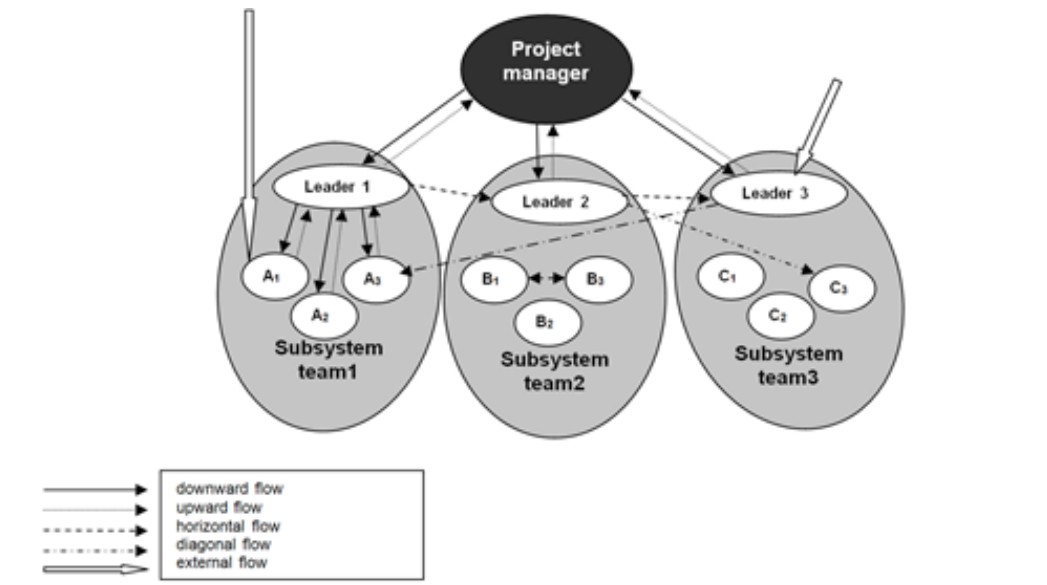 Project
manager
Leader 1
Leader 2
Leader 3
A1
A2
A3
B1
B3
B2
C1
C2
C3
Subsystem
team1
Subsystem
team2
Subsystem
team3
downward flow
upward flow
horizontal flow
diagonal flow
external flow